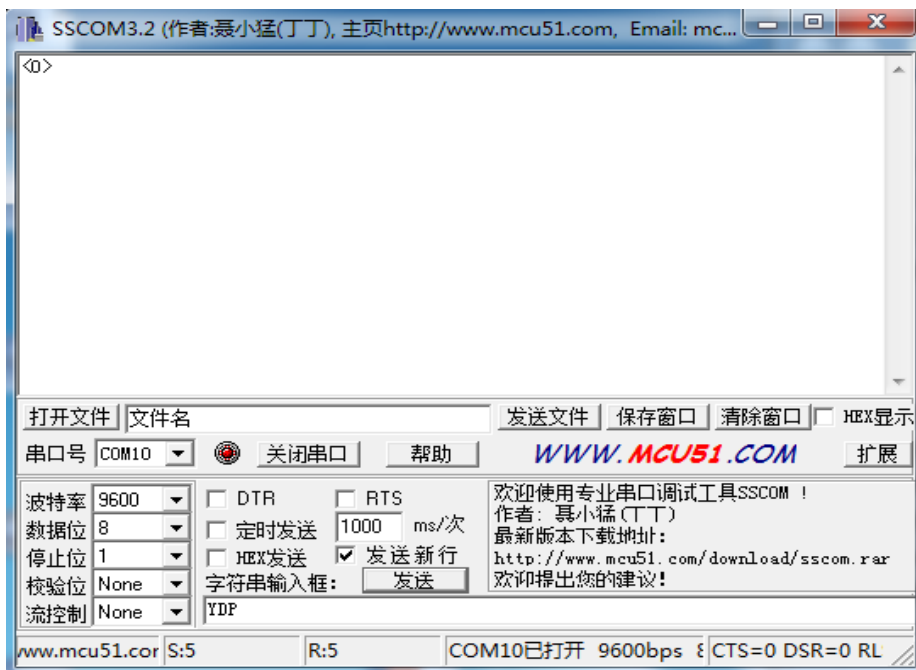 SSCOM3.2 (作者:聂小猛(丁丁), 主页http://www.mcu51.com, Email: mc...
<0>
打开文件 文件名 发送文件 保存窗口 清除窗口 HEX显示
串口号 COM10 关闭串口 帮助 WWW.MCU51.COM 扩展
波特率 9600 DTR RTS
数据位 8 定时发送 1000 ms/次
停止位 1 HEX发送 发送新行
校验位 None 字符串输入框: 发送
流控制 None YDP
欢迎使用专业串口调试工具SSCOM !
作者: 聂小猛(丁丁)
最新版本下载地址:
http://www.mcu51.com/download/sscom.rar
欢迎提出您的建议!
www.mcu51.cor S:5 R:5 COM10已打开 9600bps 8 CTS=0 DSR=0 RL